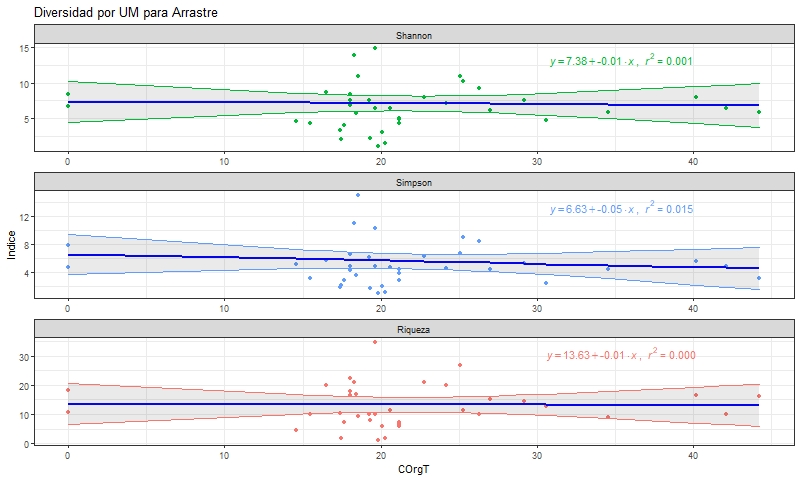 Diversidad por UM para Arrastre
Shannon
y = 7.38 + -0.01 · x , r² = 0.001
15
10
5
0 10 20 30 40
Simpson
y = 6.63 + -0.05 · x , r² = 0.015
12
8
4
0 10 20 30 40
Indice
Riqueza
y = 13.63 + -0.01 · x , r² = 0.000
30
20
10
0
0 10 20 30 40
COrgT